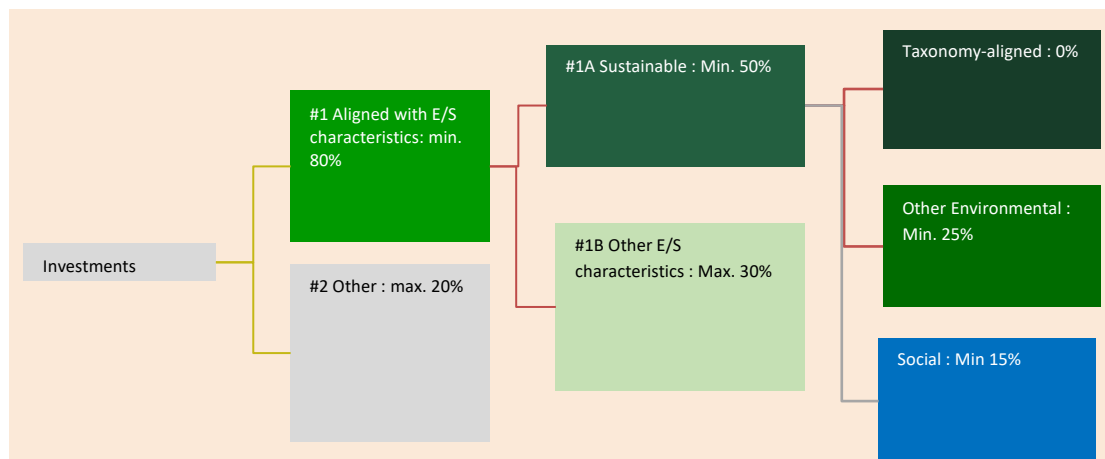 Investments
#1 Aligned with E/S
characteristics: min.
80%
#2 Other : max. 20%
#1A Sustainable : Min. 50%
#1B Other E/S
characteristics : Max. 30%
Taxonomy-aligned : 0%
Other Environmental :
Min. 25%
Social : Min 15%